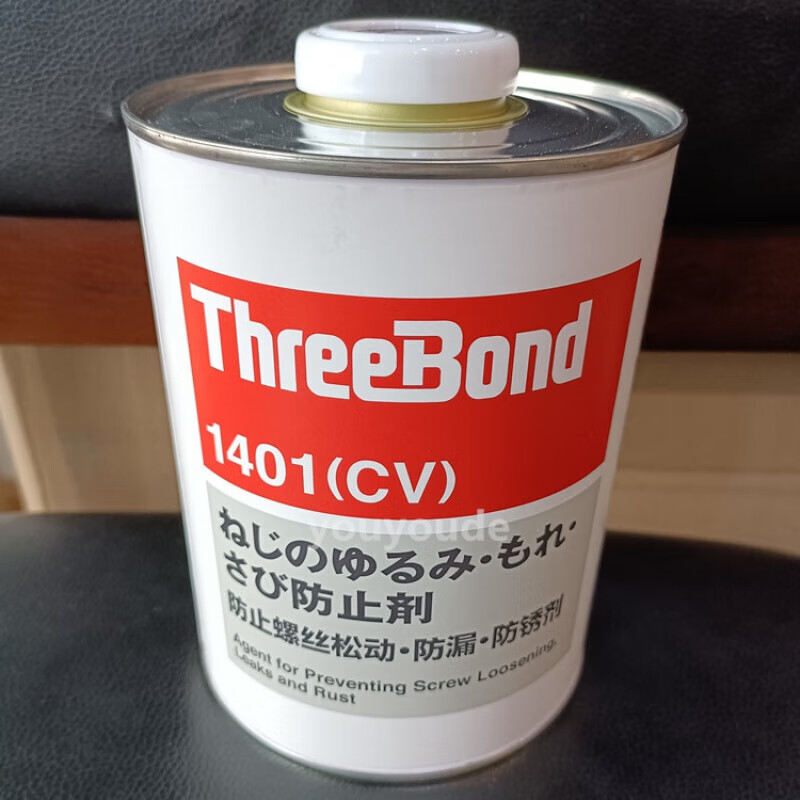 ThreeBond
1401(CV)
youyoude
ねじのゆるみ・もれ・
さび防止剤
防止螺丝松动・防漏・防锈剂
Agent for Preventing Screw Loosening,
Leaks and Rust